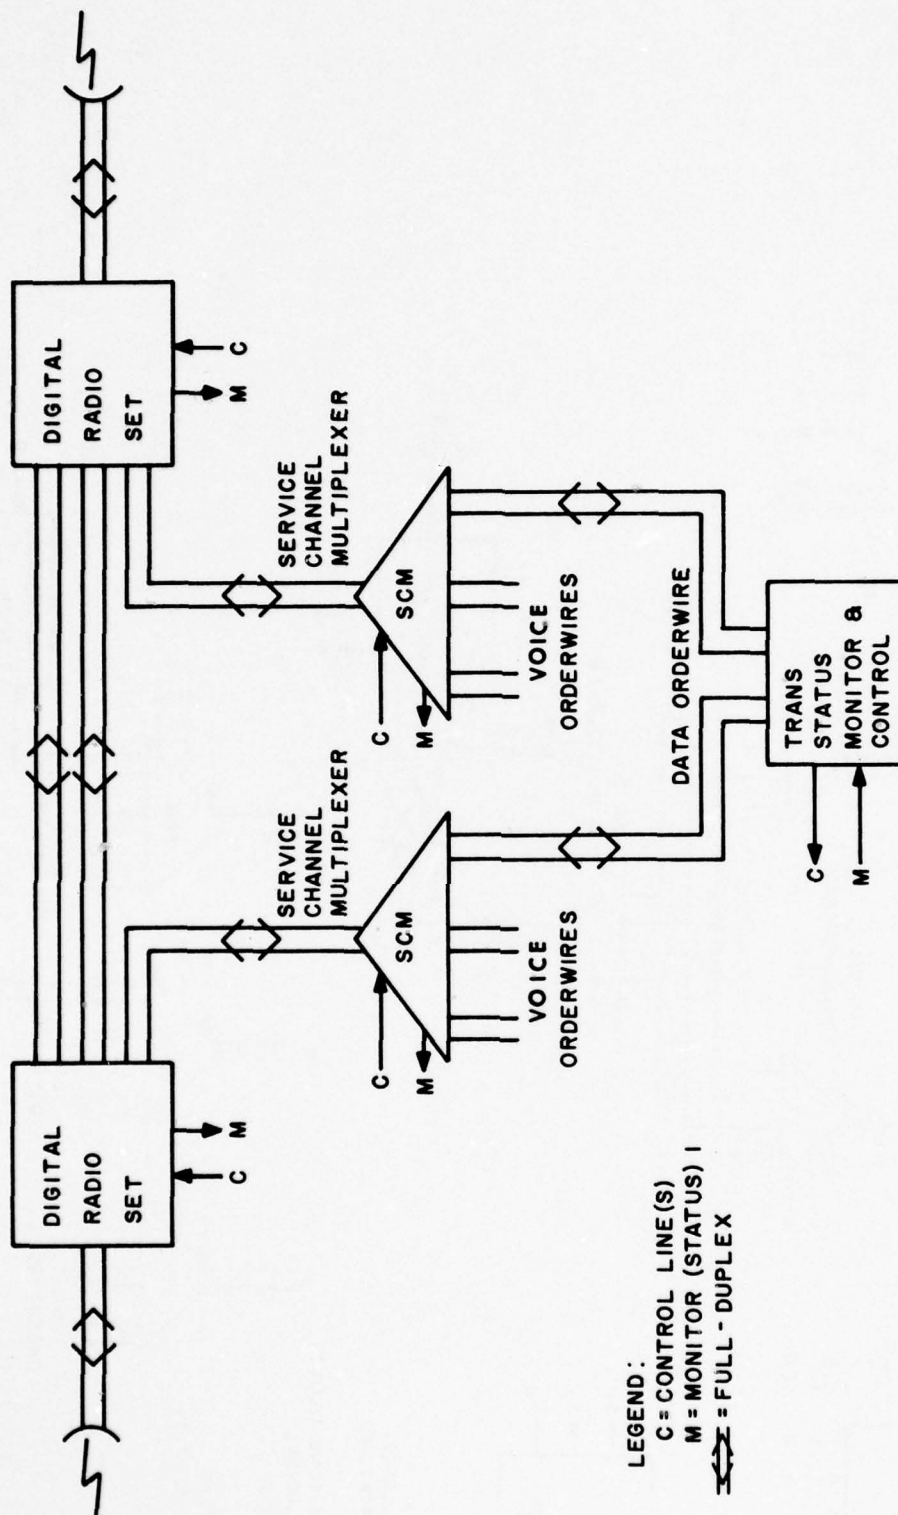 DIGITAL
RADIO
SET
C
M
DIGITAL
RADIO
SET
M
C
SERVICE
CHANNEL
MULTIPLEXER
SERVICE
CHANNEL
MULTIPLEXER
C
M
SCM
C
M
SCM
VOICE
ORDERWIRES
VOICE
ORDERWIRES
DATA ORDERWIRE
C
M
TRANS
STATUS
MONITOR &
CONTROL
LEGEND:
C = CONTROL LINE(S)
M = MONITOR (STATUS) I
= FULL-DUPLEX